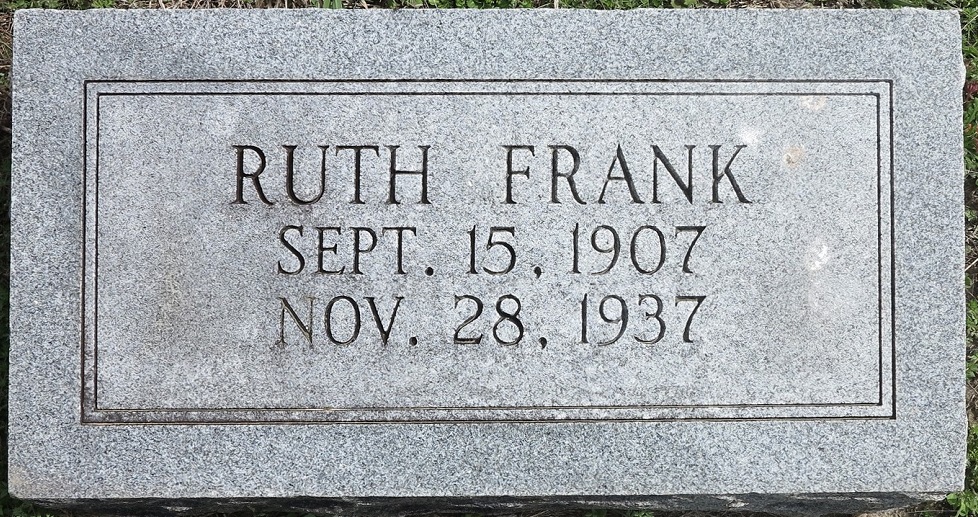 RUTH FRANK
SEPT. 15, 1907
NOV. 28, 1937